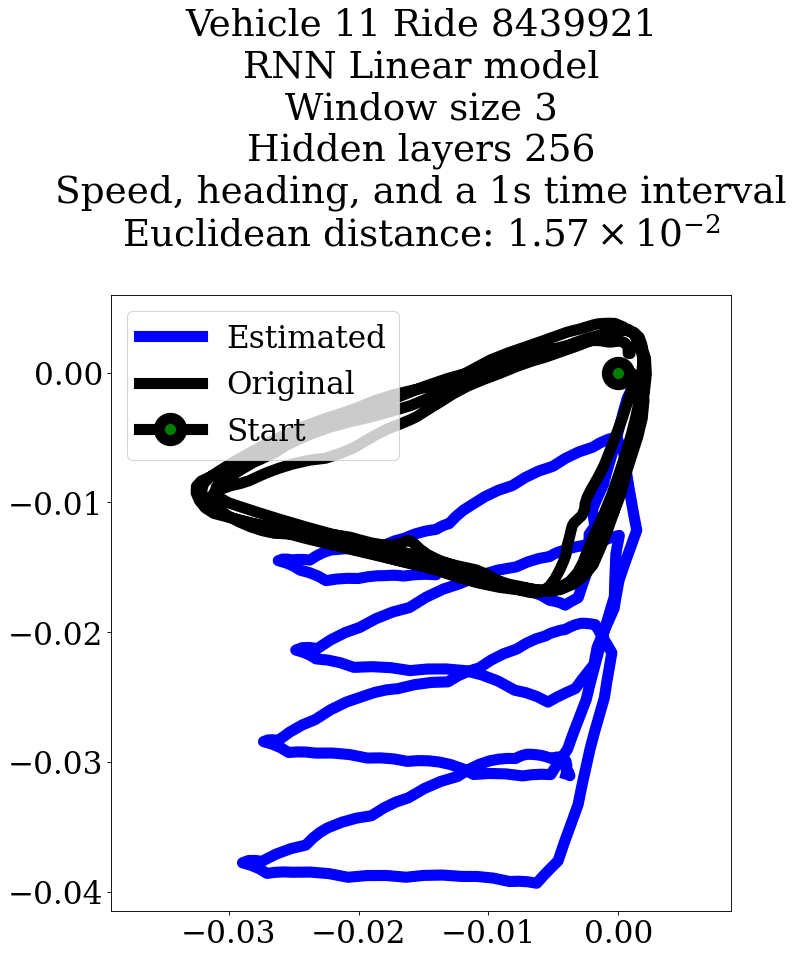 Vehicle 11 Ride 8439921
RNN Linear model
Window size 3
Hidden layers 256
Speed, heading, and a 1s time interval
Euclidean distance: 1.57 × 10⁻²
Estimated
Original
Start
0.00
−0.01
−0.02
−0.03
−0.04
−0.03 −0.02 −0.01 0.00